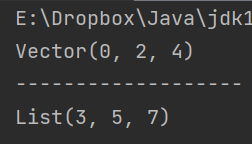 E:\Dropbox\Java\jdk1
Vector(0, 2, 4)
-------------------
List(3, 5, 7)